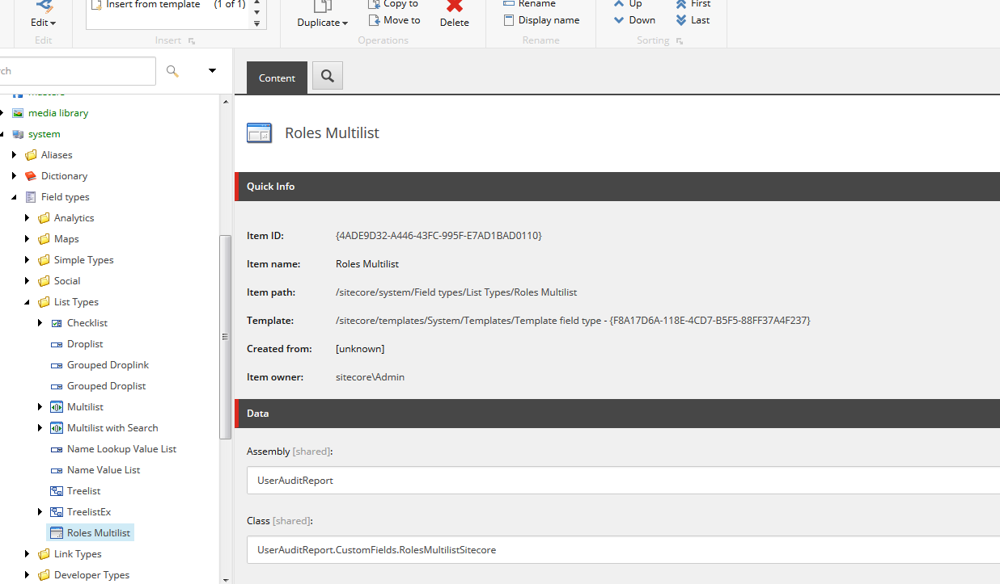 Insert from template (1 of 1)
Copy to
Rename
Up
First
Edit
Duplicate
Move to
Delete
Display name
Down
Last
Edit
Insert
Operations
Rename
Sorting
rch
Content
media library
system
Roles Multilist
Aliases
Dictionary
Quick Info
Field types
Analytics
Item ID: {4ADE9D32-A446-43FC-995F-E7AD1BAD0110}
Maps
Simple Types
Item name: Roles Multilist
Social
Item path: /sitecore/system/Field types/List Types/Roles Multilist
List Types
Checklist
Template: /sitecore/templates/System/Templates/Template field type - {F8A17D6A-118E-4CD7-B5F5-88FF37A4F237}
Droplist
Created from: [unknown]
Grouped Droplink
Item owner: sitecore\Admin
Grouped Droplist
Multilist
Data
Multilist with Search
Name Lookup Value List
Assembly [shared]:
Name Value List
UserAuditReport
Treelist
TreelistEx
Class [shared]:
Roles Multilist
UserAuditReport.CustomFields.RolesMultilistSitecore
Link Types
Developer Types